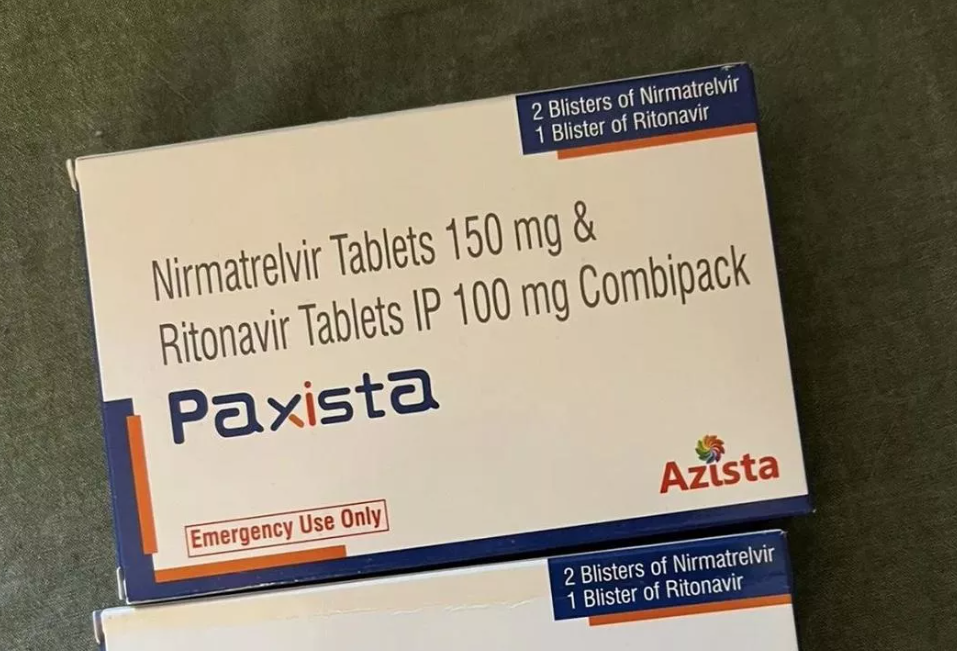 2 Blisters of Nirmatrelvir
1 Blister of Ritonavir
Nirmatrelvir Tablets 150 mg &
Ritonavir Tablets IP 100 mg Combipack
Paxista
Azista
Emergency Use Only
2 Blisters of Nirmatrelvir
1 Blister of Ritonavir